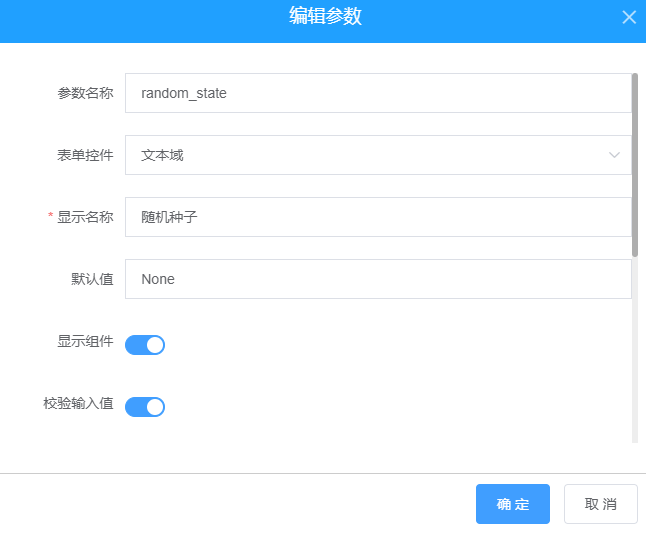 编辑参数
参数名称 random_state
表单控件 文本域
* 显示名称 随机种子
默认值 None
显示组件
校验输入值
确 定 取 消